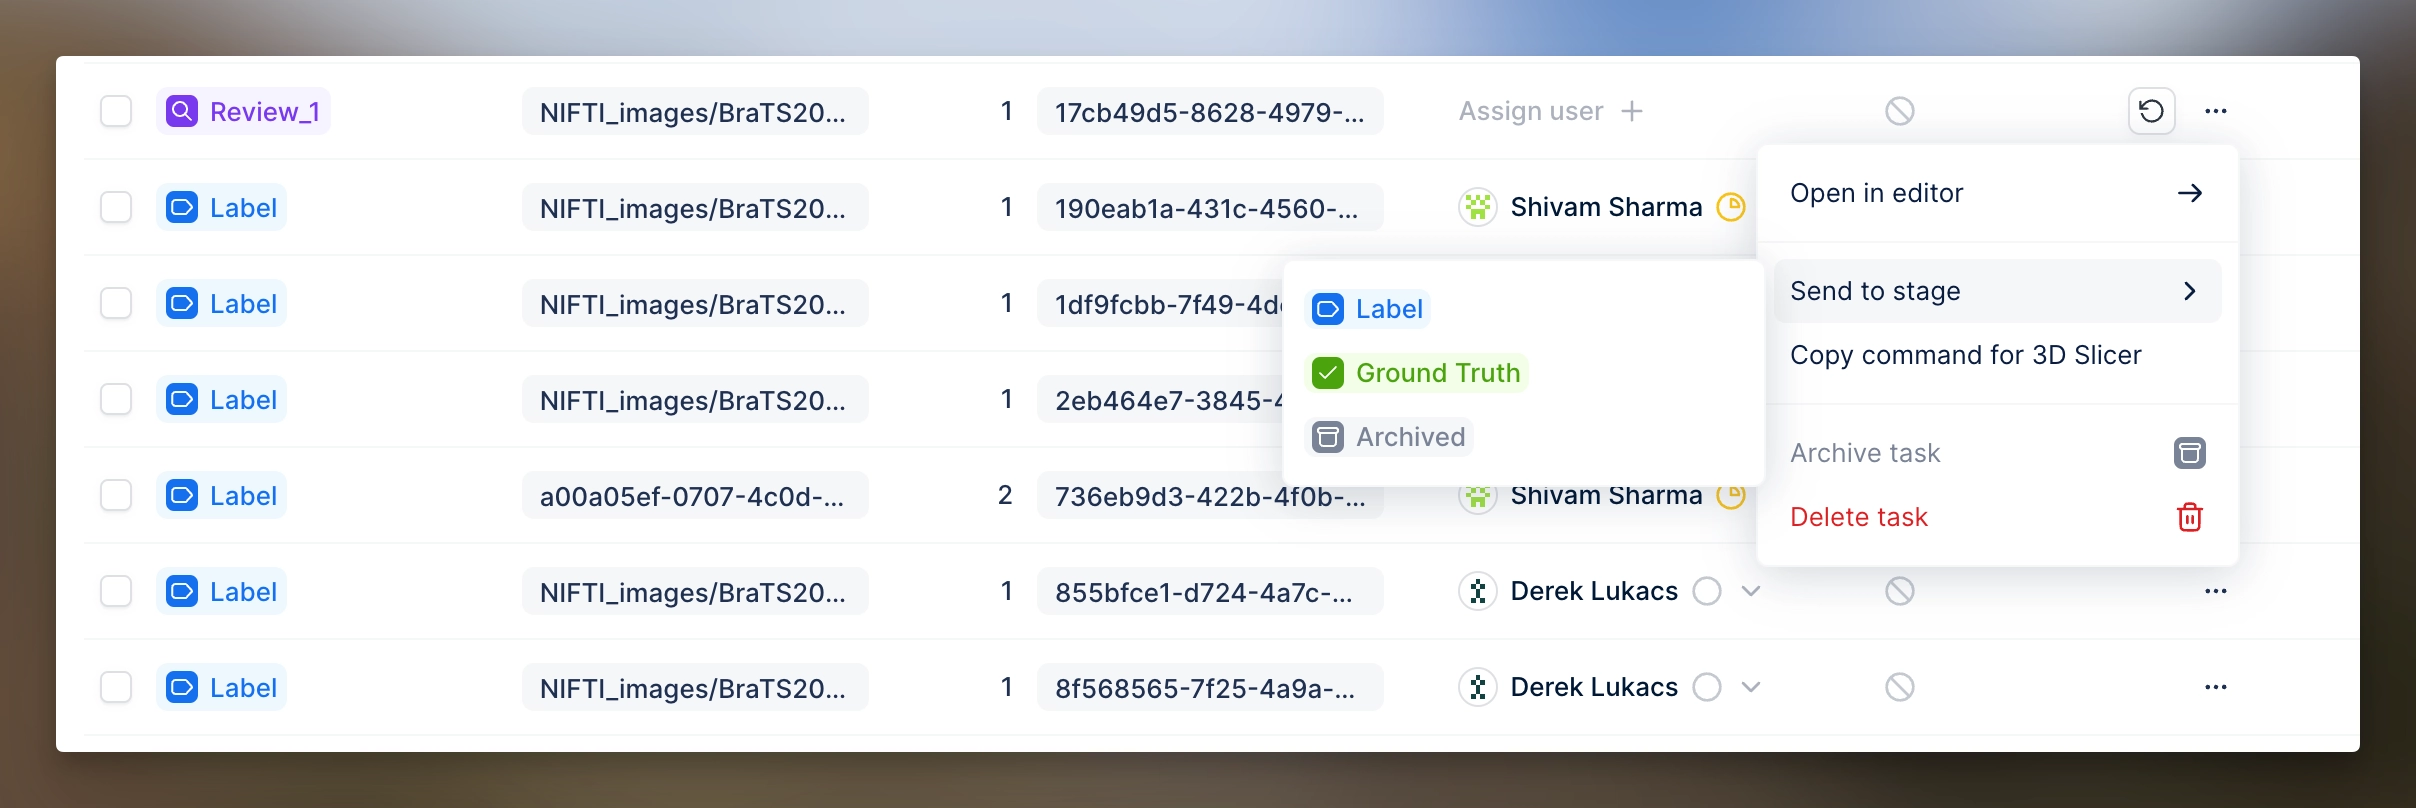 Review_1 NIFTI_images/BraTS20... 1 17cb49d5-8628-4979-... Assign user
Label NIFTI_images/BraTS20... 1 190eab1a-431c-4560-... Shivam Sharma
Label NIFTI_images/BraTS20... 1 1df9fcbb-7f49-4d
Label NIFTI_images/BraTS20... 1 2eb464e7-3845-
Label a00a05ef-0707-4c0d-... 2 736eb9d3-422b-4f0b-... Shivam Sharma
Label NIFTI_images/BraTS20... 1 855bfce1-d724-4a7c-... Derek Lukacs
Label NIFTI_images/BraTS20... 1 8f568565-7f25-4a9a-... Derek Lukacs
Open in editor
Send to stage
Copy command for 3D Slicer
Archive task
Delete task
Label
Ground Truth
Archived